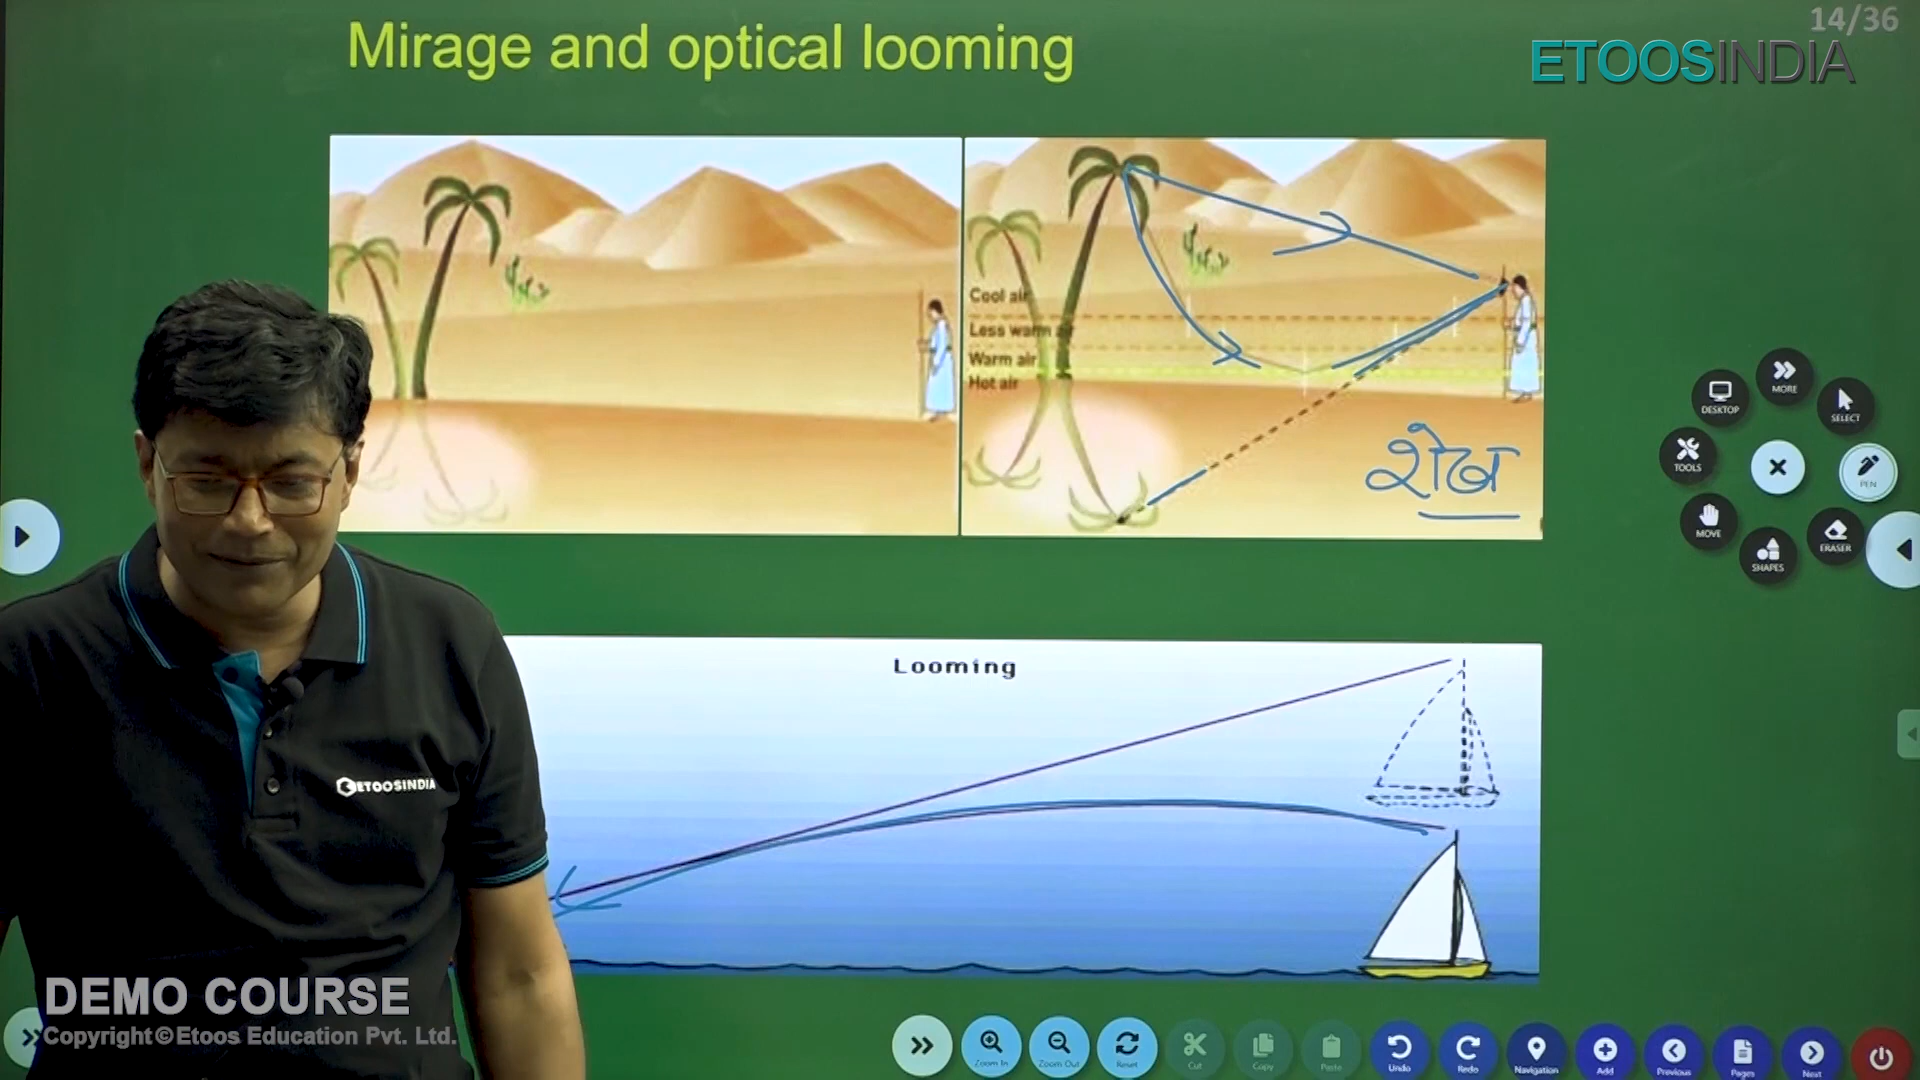 14/36
ETOOSINDIA
Mirage and optical looming
Cool air
Less warm air
Warm air
Hot air
शेख
MORE
DESKTOP
SELECT
TOOLS
PEN
MOVE
ERASER
SHAPES
Looming
ETOOSINDIA
DEMO COURSE
Copyright © Etoos Education Pvt. Ltd.
Zoom In
Zoom Out
Reset
Cut
Copy
Paste
Undo
Redo
Navigation
Add
Previous
Pages
Next